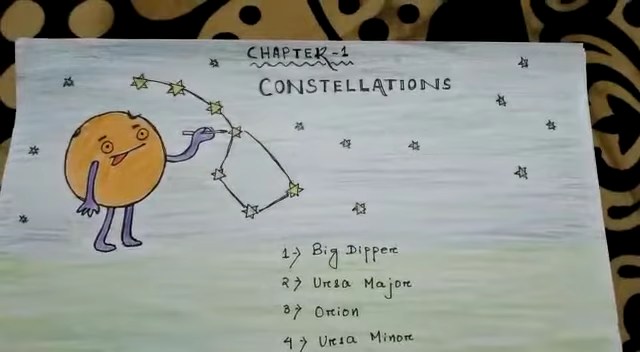 CHAPTER-1
CONSTELLATIONS
1-> Big Dipper
2-> Ursa Major
3-> Orion
4-> Ursa Minor